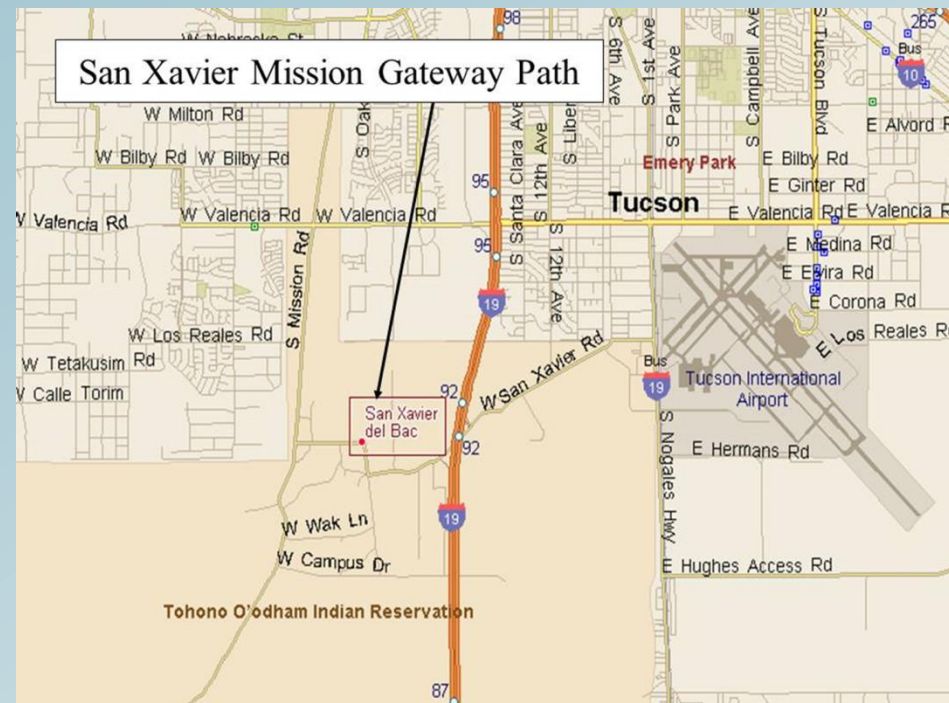 98
265
W Nebraska St
San Xavier Mission Gateway Path
S 6th Ave
S 1st Ave
S Park Ave
S Campbell Ave
S Tucson Blvd
Bus
10
W Milton Rd
S Oak
S Santa Clara Ave
S 12th Ave
S Liber
E Alvord R
W Bilby Rd W Bilby Rd
Emery Park
E Bilby Rd
95
E Ginter Rd
Tucson
W Valencia Rd
W Valencia Rd W Valencia Rd
E Valencia Rd E Valencia R
S Mission Rd
95
S 12th Ave
E Medina Rd
E Elvira Rd
19
E Corona Rd
W Los Reales Rd
E Los Reales R
W Tetakusim Rd
W San Xavier Rd
Bus
19
Tucson International
Airport
W Calle Torim
92
San Xavier
del Bac
92
S Nogales Hwy
E Hermans Rd
19
W Wak Ln
W Campus Dr
E Hughes Access Rd
Tohono O'odham Indian Reservation
87